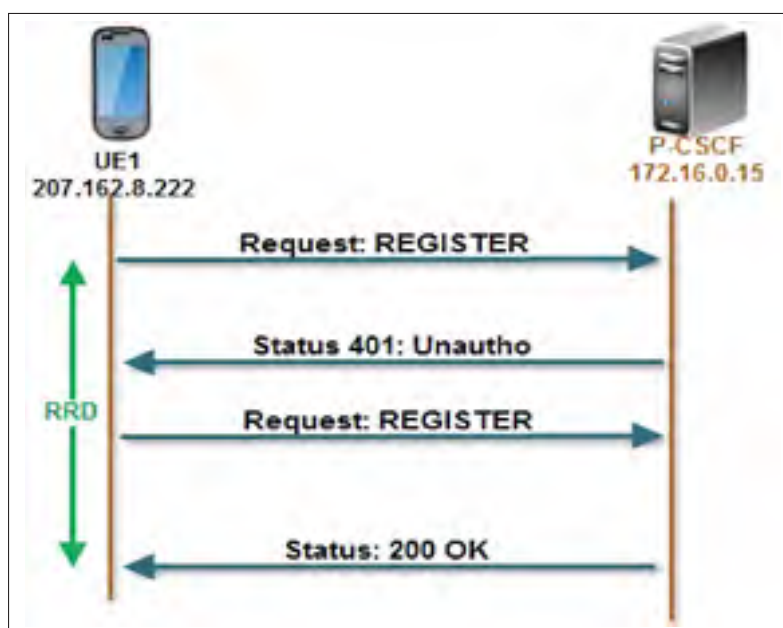 UE1
207.162.8.222
P-CSCF
172.16.0.15
Request: REGISTER
Status 401: Unautho
RRD
Request: REGISTER
Status: 200 OK